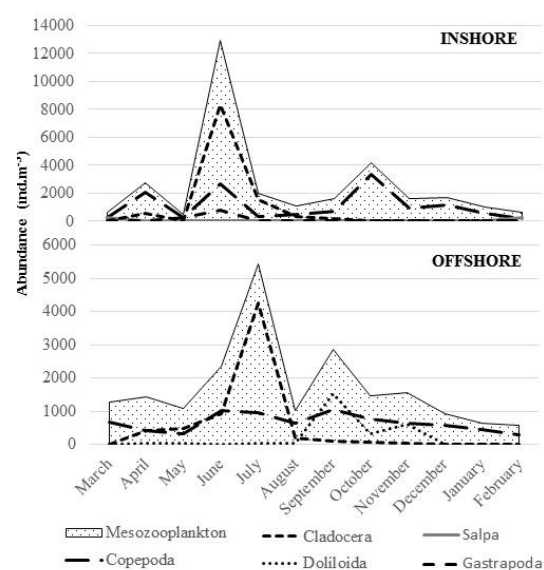 14000
INSHORE
12000
10000
8000
6000
4000
2000
0
Abundance (ind.m⁻³)
6000
OFFSHORE
5000
4000
3000
2000
1000
0
March April May June July August September October November December January February
Mesozooplankton Cladocera Salpa
Copepoda Doliloida Gastrapoda